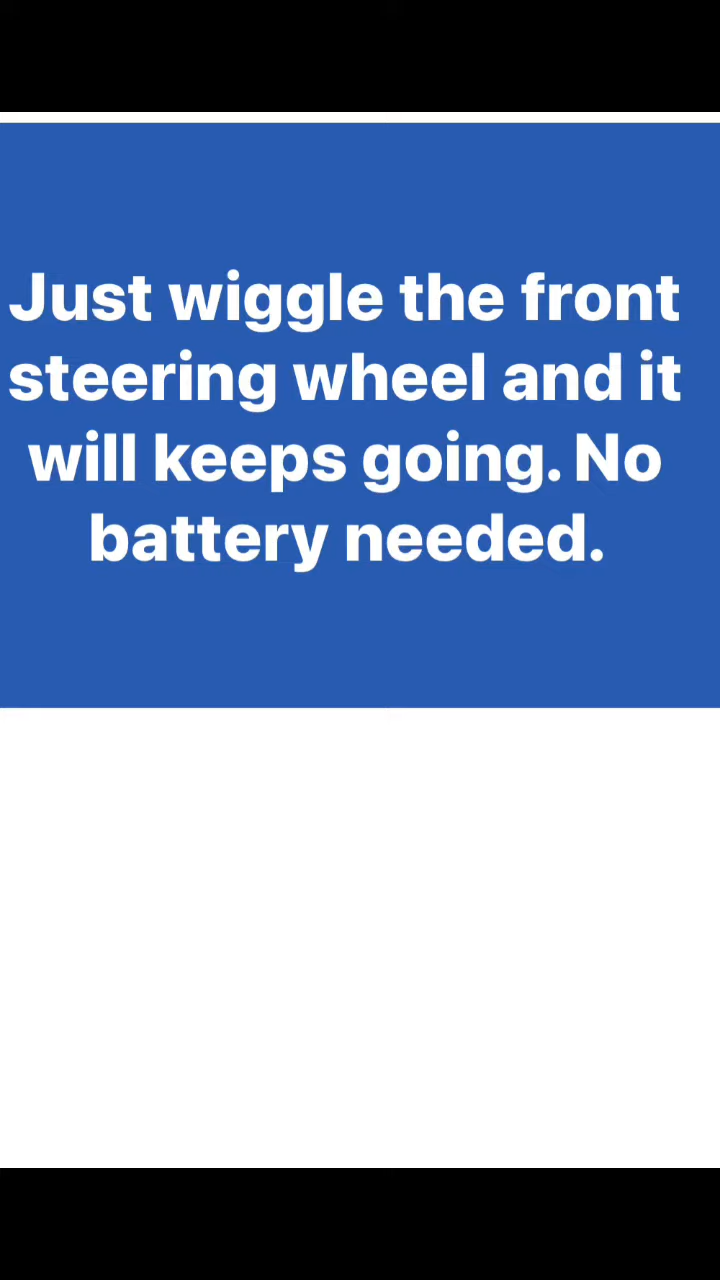 Just wiggle the front
steering wheel and it
will keeps going. No
battery needed.